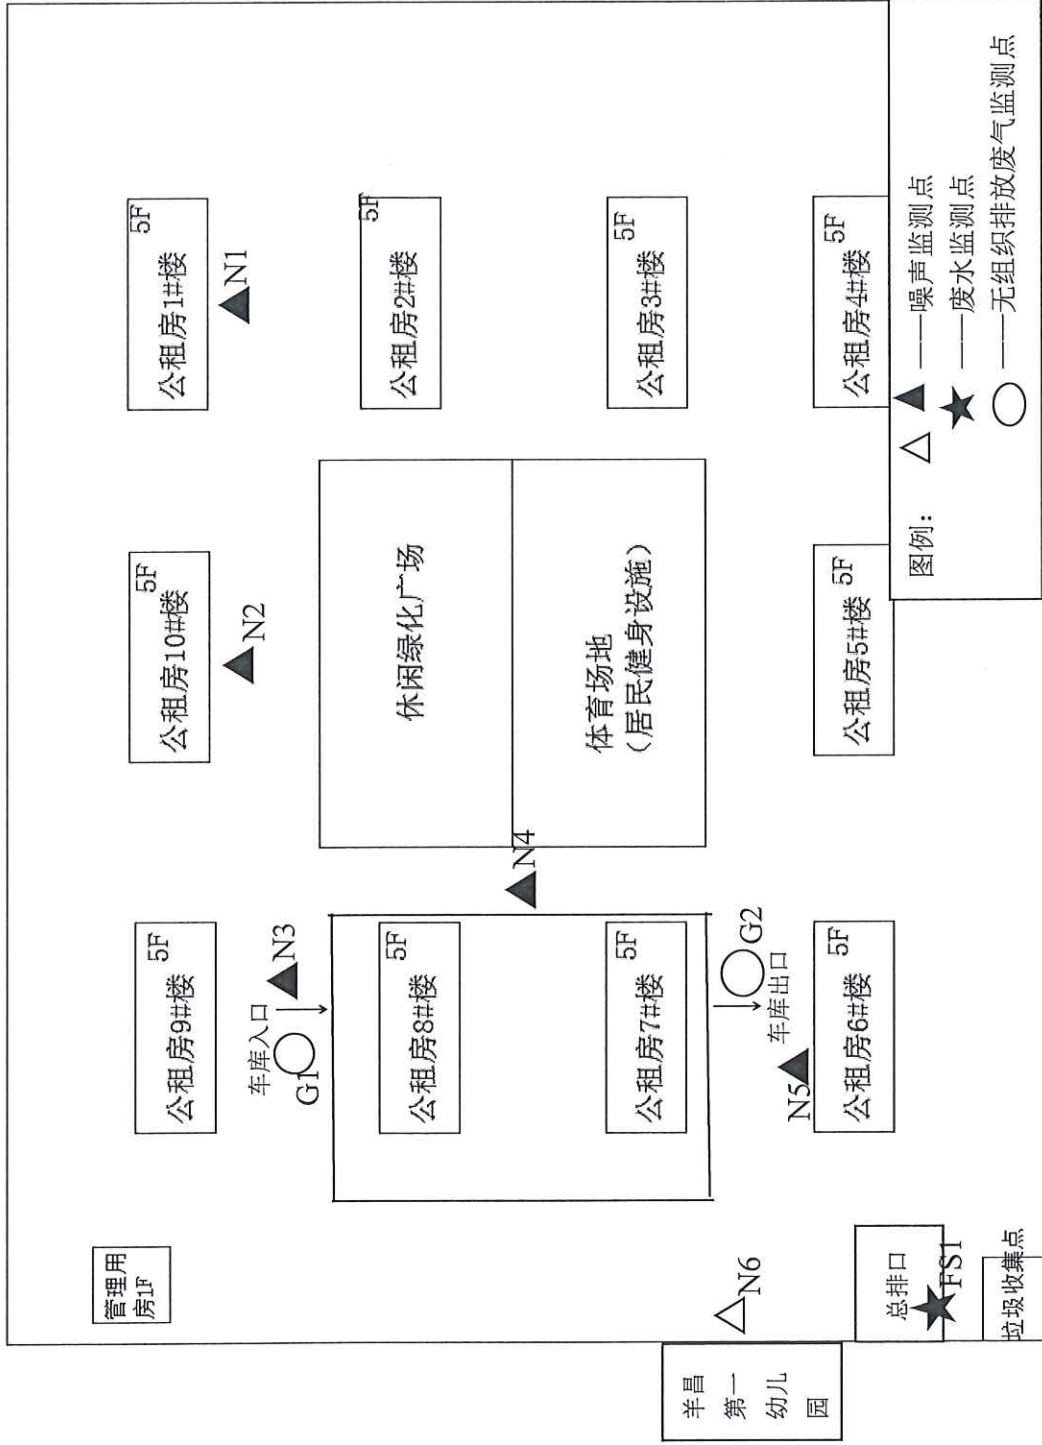 管理用
房1F
公租房9#楼 5F
公租房10#楼 5F
公租房1#楼 5F
车库入口
G1
N3
N2
N1
公租房8#楼 5F
休闲绿化广场
公租房2#楼 5F
N4
体育场地
（居民健身设施）
公租房7#楼 5F
公租房3#楼 5F
羊昌
第一
幼儿
园
N6
G2
车库出口
N5
公租房6#楼 5F
公租房5#楼 5F
公租房4#楼 5F
总排口
FS1
垃圾收集点
图例：
——噪声监测点
——废水监测点
——无组织排放废气监测点